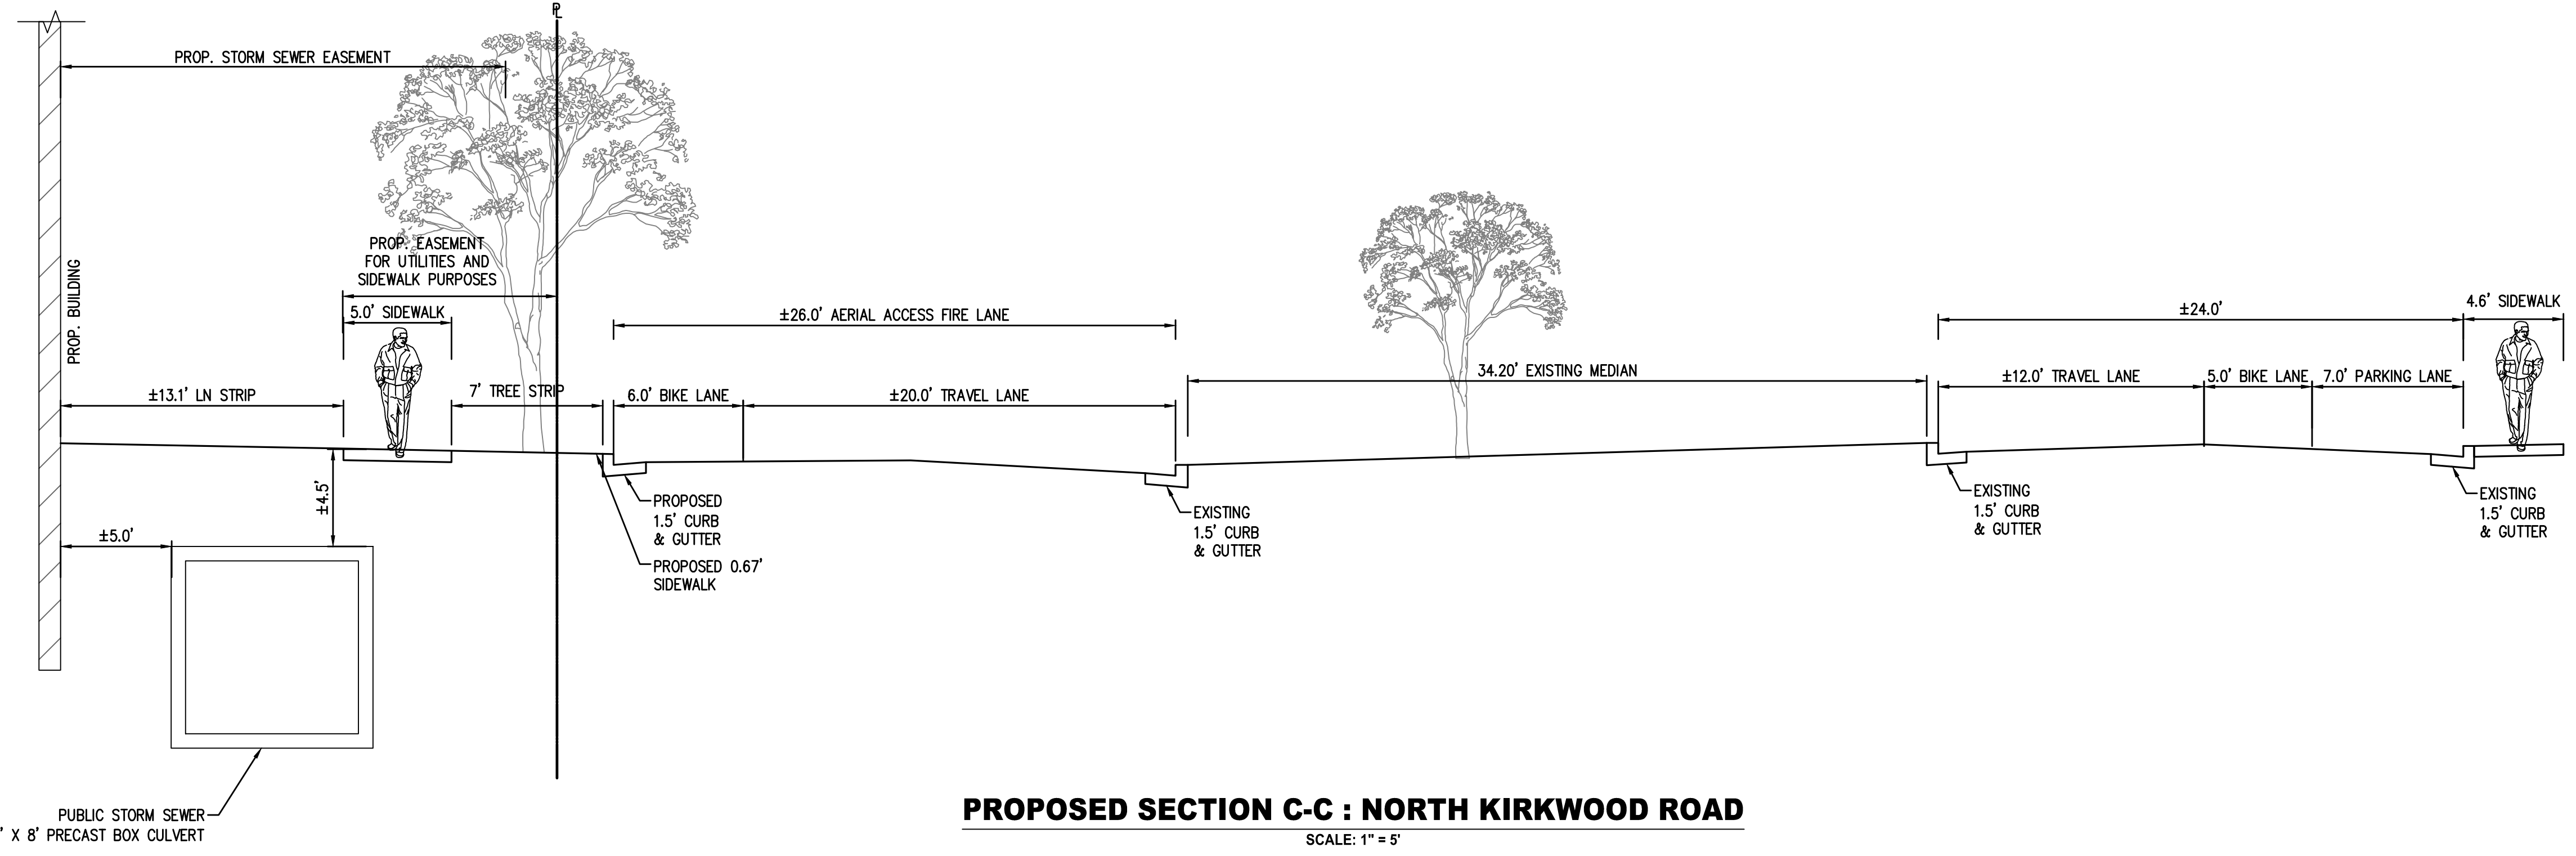 PL
PROP. STORM SEWER EASEMENT
PROP. EASEMENT
FOR UTILITIES AND
SIDEWALK PURPOSES
PROP. BUILDING
5.0' SIDEWALK
±13.1' LN STRIP
7' TREE STRIP
±26.0' AERIAL ACCESS FIRE LANE
6.0' BIKE LANE
±20.0' TRAVEL LANE
34.20' EXISTING MEDIAN
±24.0'
4.6' SIDEWALK
±12.0' TRAVEL LANE
5.0' BIKE LANE
7.0' PARKING LANE
±4.5'
±5.0'
PROPOSED
1.5' CURB
& GUTTER
PROPOSED 0.67'
SIDEWALK
EXISTING
1.5' CURB
& GUTTER
EXISTING
1.5' CURB
& GUTTER
EXISTING
1.5' CURB
& GUTTER
PUBLIC STORM SEWER
' X 8' PRECAST BOX CULVERT
PROPOSED SECTION C-C : NORTH KIRKWOOD ROAD
SCALE: 1" = 5'